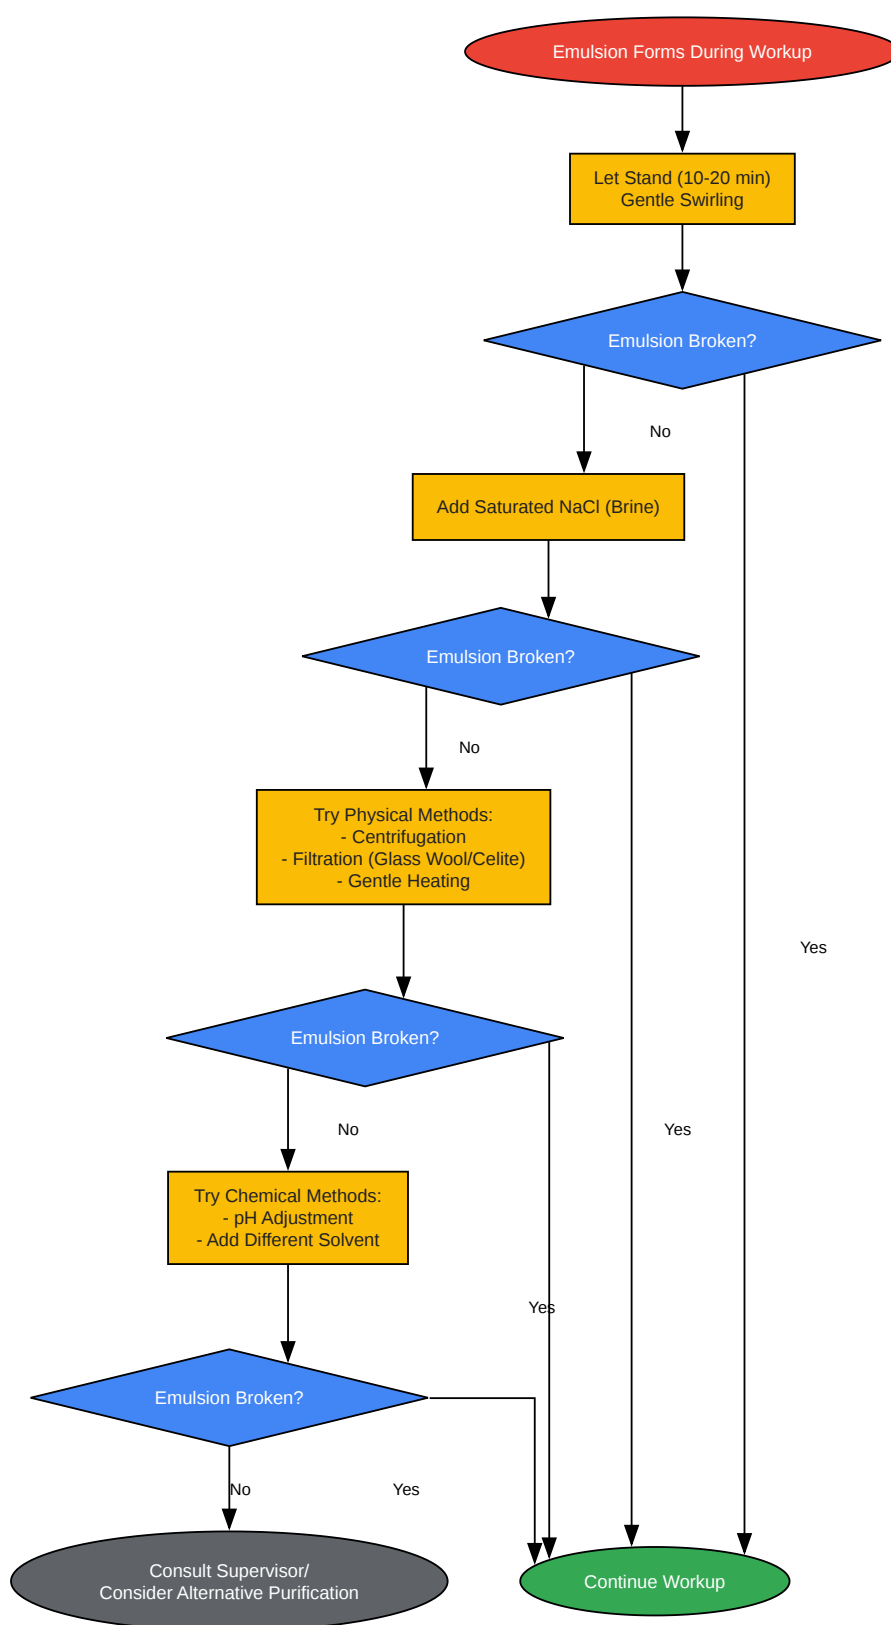 Emulsion Forms During Workup
Let Stand (10-20 min)
Gentle Swirling
Emulsion Broken?
No
Add Saturated NaCl (Brine)
Emulsion Broken?
No
Try Physical Methods:
- Centrifugation
- Filtration (Glass Wool/Celite)
- Gentle Heating
Yes
Emulsion Broken?
No
Yes
Try Chemical Methods:
- pH Adjustment
- Add Different Solvent
Yes
Emulsion Broken?
No
Yes
Consult Supervisor/
Consider Alternative Purification
Continue Workup